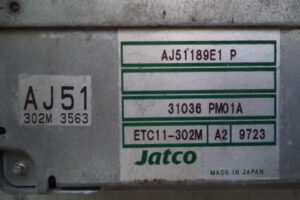 AJ51
302M 3563
AJ51189E1 P
31036 PM01A
ETC11-302M A2 9723
Jatco
MADE IN JAPAN